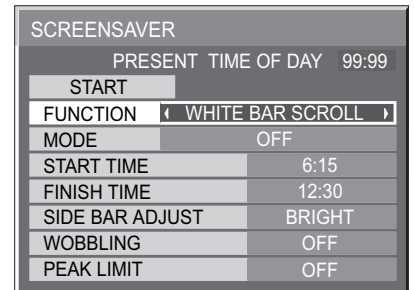 SCREENSAVER
PRESENT TIME OF DAY 99:99
START
FUNCTION WHITE BAR SCROLL
MODE OFF
START TIME 6:15
FINISH TIME 12:30
SIDE BAR ADJUST BRIGHT
WOBBLING OFF
PEAK LIMIT OFF